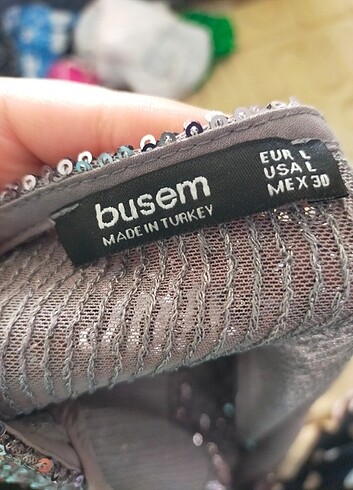 busem
MADE IN TURKEY
EUR L
USA L
MEX 30